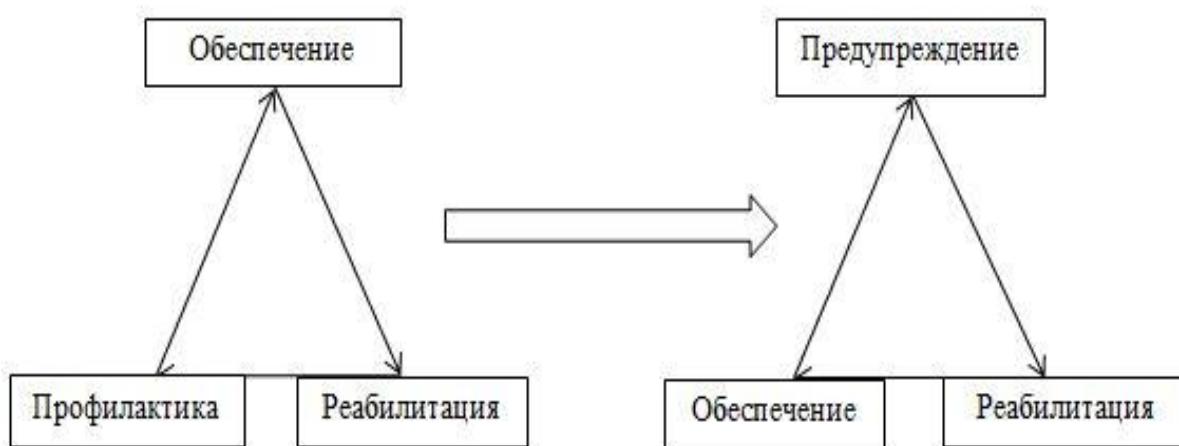 Обеспечение
Предупреждение
Профилактика
Реабилитация
Обеспечение
Реабилитация